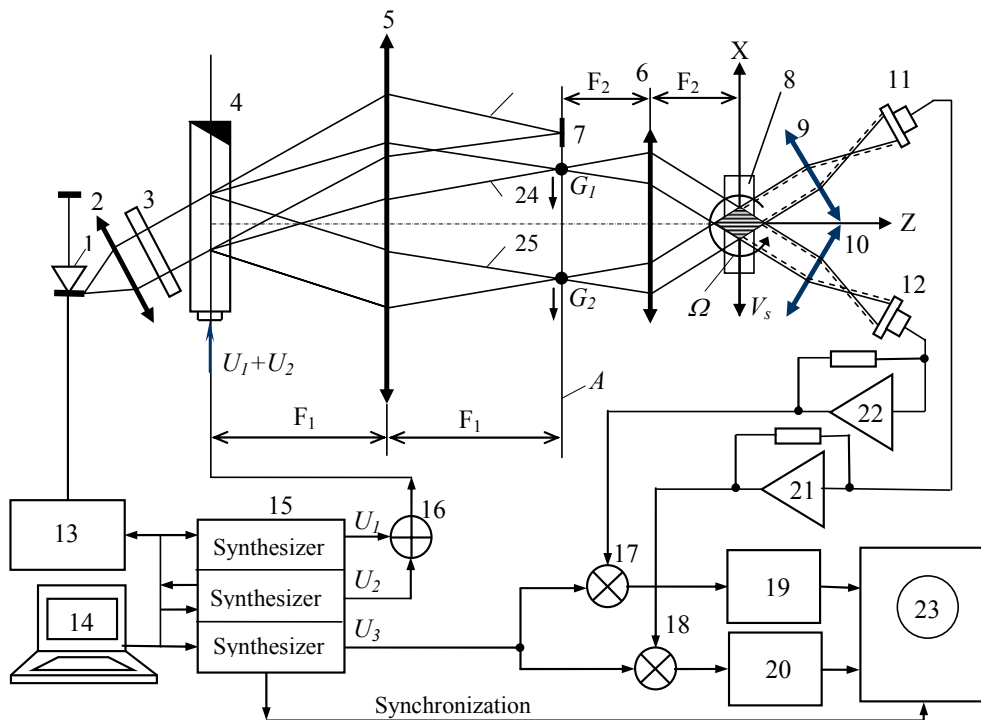 5
X
F2
6
F2
8
11
4
9
7
3
G1
2
24
1
Z
25
10
G2
12
Ω
Vs
U1+U2
A
22
F1
F1
21
15
16
U1
13
Synthesizer
17
U2
Synthesizer
19
14
23
18
U3
Synthesizer
20
Synchronization